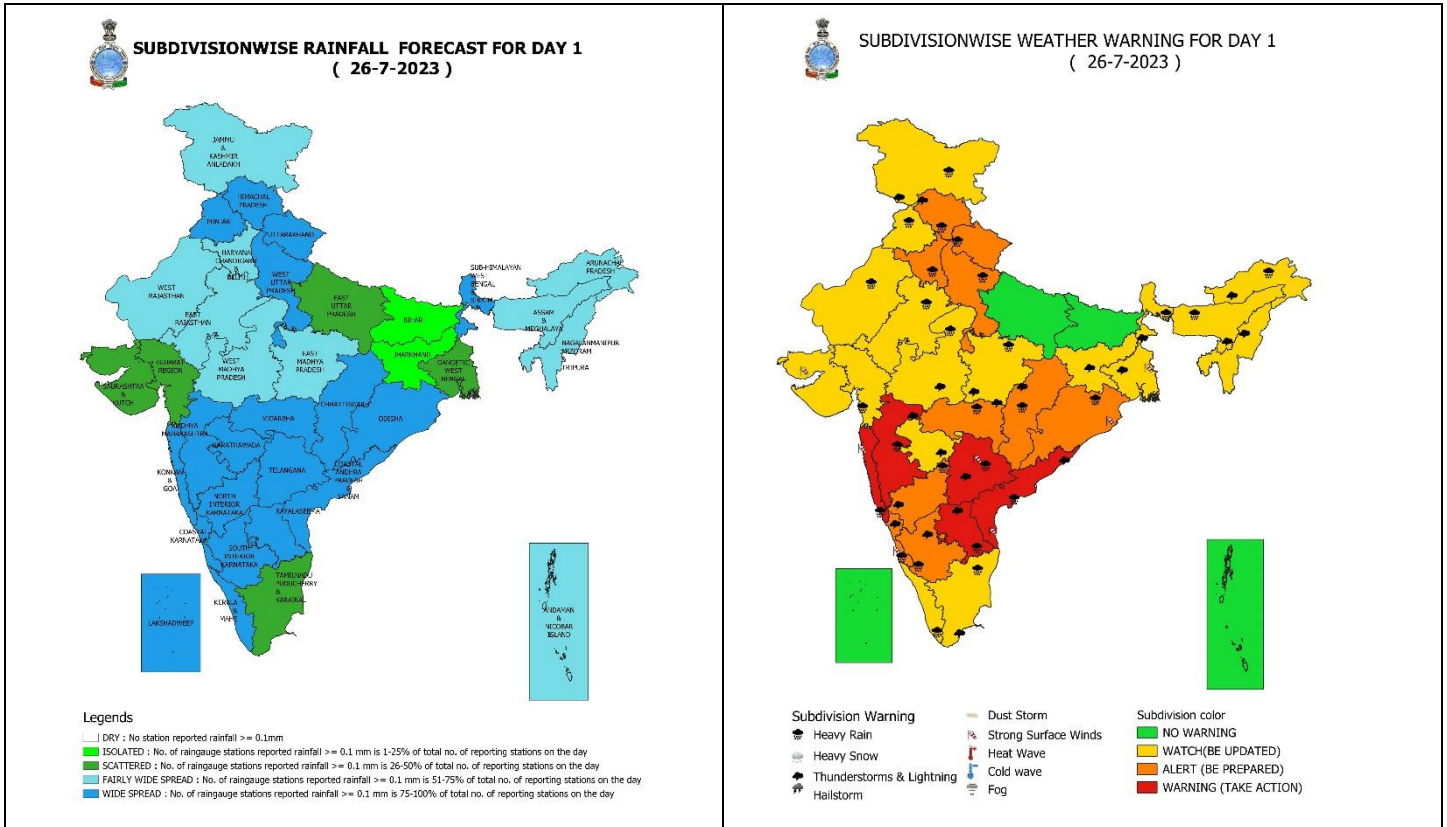 SUBDIVISIONWISE RAINFALL FORECAST FOR DAY 1
( 26-7-2023 )
JAMMU
&
KASHMIR
ANLADAKH
HIMACHAL
PRADESH
PUNJAB
UTTARAKHAND
HARYANA
CHANDIGARH
&
DELHI
WEST
UTTAR
PRADESH
WEST
RAJASTHAN
EAST
RAJASTHAN
EAST
UTTAR
PRADESH
BIHAR
SUB-HIMALAYAN
WEST
BENGAL
&
ARUNACHAL
PRADESH
ASSAM
&
MEGHALAYA
NAGALANMANIPUR
MIZORAM
&
TRIPURA
JHARKHAND
GANGETIC
WEST
BENGAL
GUJARAT
REGION
SAURASHTRA
&
KUTCH
WEST
MADHYA
PRADESH
EAST
MADHYA
PRADESH
CHHATTISGARH
ODISHA
VIDARBHA
MADHYA
MAHARASHTRA
MARATHAWADA
TELANGANA
COASTAL
ANDHRA
PRADESH
&
YANAM
KONKAN
&
GOA
NORTH
INTERIOR
KARNATAKA
RAYALASEEMA
COASTAL
KARNATAKA
SOUTH
INTERIOR
KARNATAKA
TAMILNADU
PUDUCHERRY
&
KARAIKAL
KERALA
&
MAHE
LAKSHADWEEP
ANDAMAN
&
NICOBAR
ISLAND
Legends
DRY : No station reported rainfall >= 0.1mm
ISOLATED : No. of raingauge stations reported rainfall >= 0.1 mm is 1-25% of total no. of reporting stations on the day
SCATTERED : No. of raingauge stations reported rainfall >= 0.1 mm is 26-50% of total no. of reporting stations on the day
FAIRLY WIDE SPREAD : No. of raingauge stations reported rainfall >= 0.1 mm is 51-75% of total no. of reporting stations on the day
WIDE SPREAD : No. of raingauge stations reported rainfall >= 0.1 mm is 75-100% of total no. of reporting stations on the day
SUBDIVISIONWISE WEATHER WARNING FOR DAY 1
( 26-7-2023 )
Subdivision Warning
Heavy Rain
Heavy Snow
Thunderstorms & Lightning
Hailstorm
Dust Storm
Strong Surface Winds
Heat Wave
Cold wave
Fog
Subdivision color
NO WARNING
WATCH(BE UPDATED)
ALERT (BE PREPARED)
WARNING (TAKE ACTION)